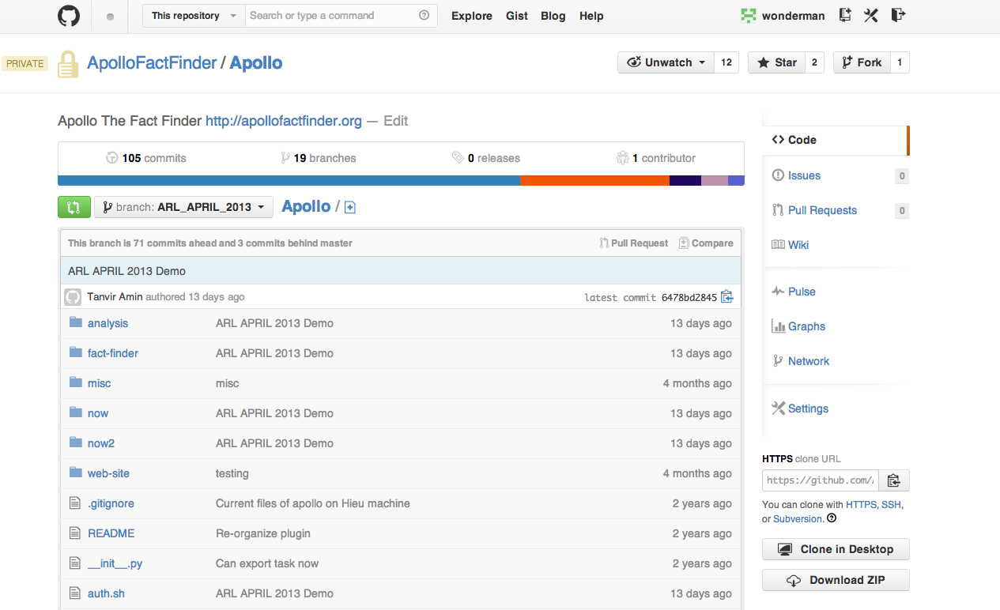 This repository Search or type a command Explore Gist Blog Help wonderman
PRIVATE ApolloFactFinder / Apollo Unwatch 12 Star 2 Fork 1
Apollo The Fact Finder http://apollofactfinder.org — Edit
105 commits 19 branches 0 releases 1 contributor
branch: ARL_APRIL_2013 Apollo /
This branch is 71 commits ahead and 3 commits behind master Pull Request Compare
ARL APRIL 2013 Demo
Tanvir Amin authored 13 days ago latest commit 6478bd2845
analysis ARL APRIL 2013 Demo 13 days ago
fact-finder ARL APRIL 2013 Demo 13 days ago
misc misc 4 months ago
now ARL APRIL 2013 Demo 13 days ago
now2 ARL APRIL 2013 Demo 13 days ago
web-site testing 4 months ago
.gitignore Current files of apollo on Hieu machine 2 years ago
README Re-organize plugin 2 years ago
__init__.py Can export task now 2 years ago
auth.sh ARL APRIL 2013 Demo 13 days ago
Code
Issues 0
Pull Requests 0
Wiki
Pulse
Graphs
Network
Settings
HTTPS clone URL
https://github.com/
You can clone with HTTPS, SSH,
or Subversion.
Clone in Desktop
Download ZIP